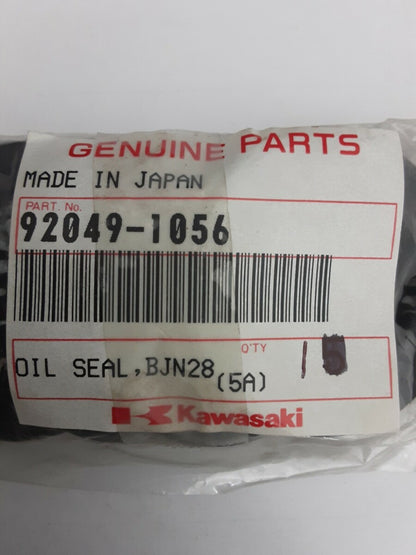 GENUINE PARTS
MADE IN JAPAN
PART. No.
92049-1056
Q'TY
OIL SEAL,BJN28 (5A) 1
Kawasaki